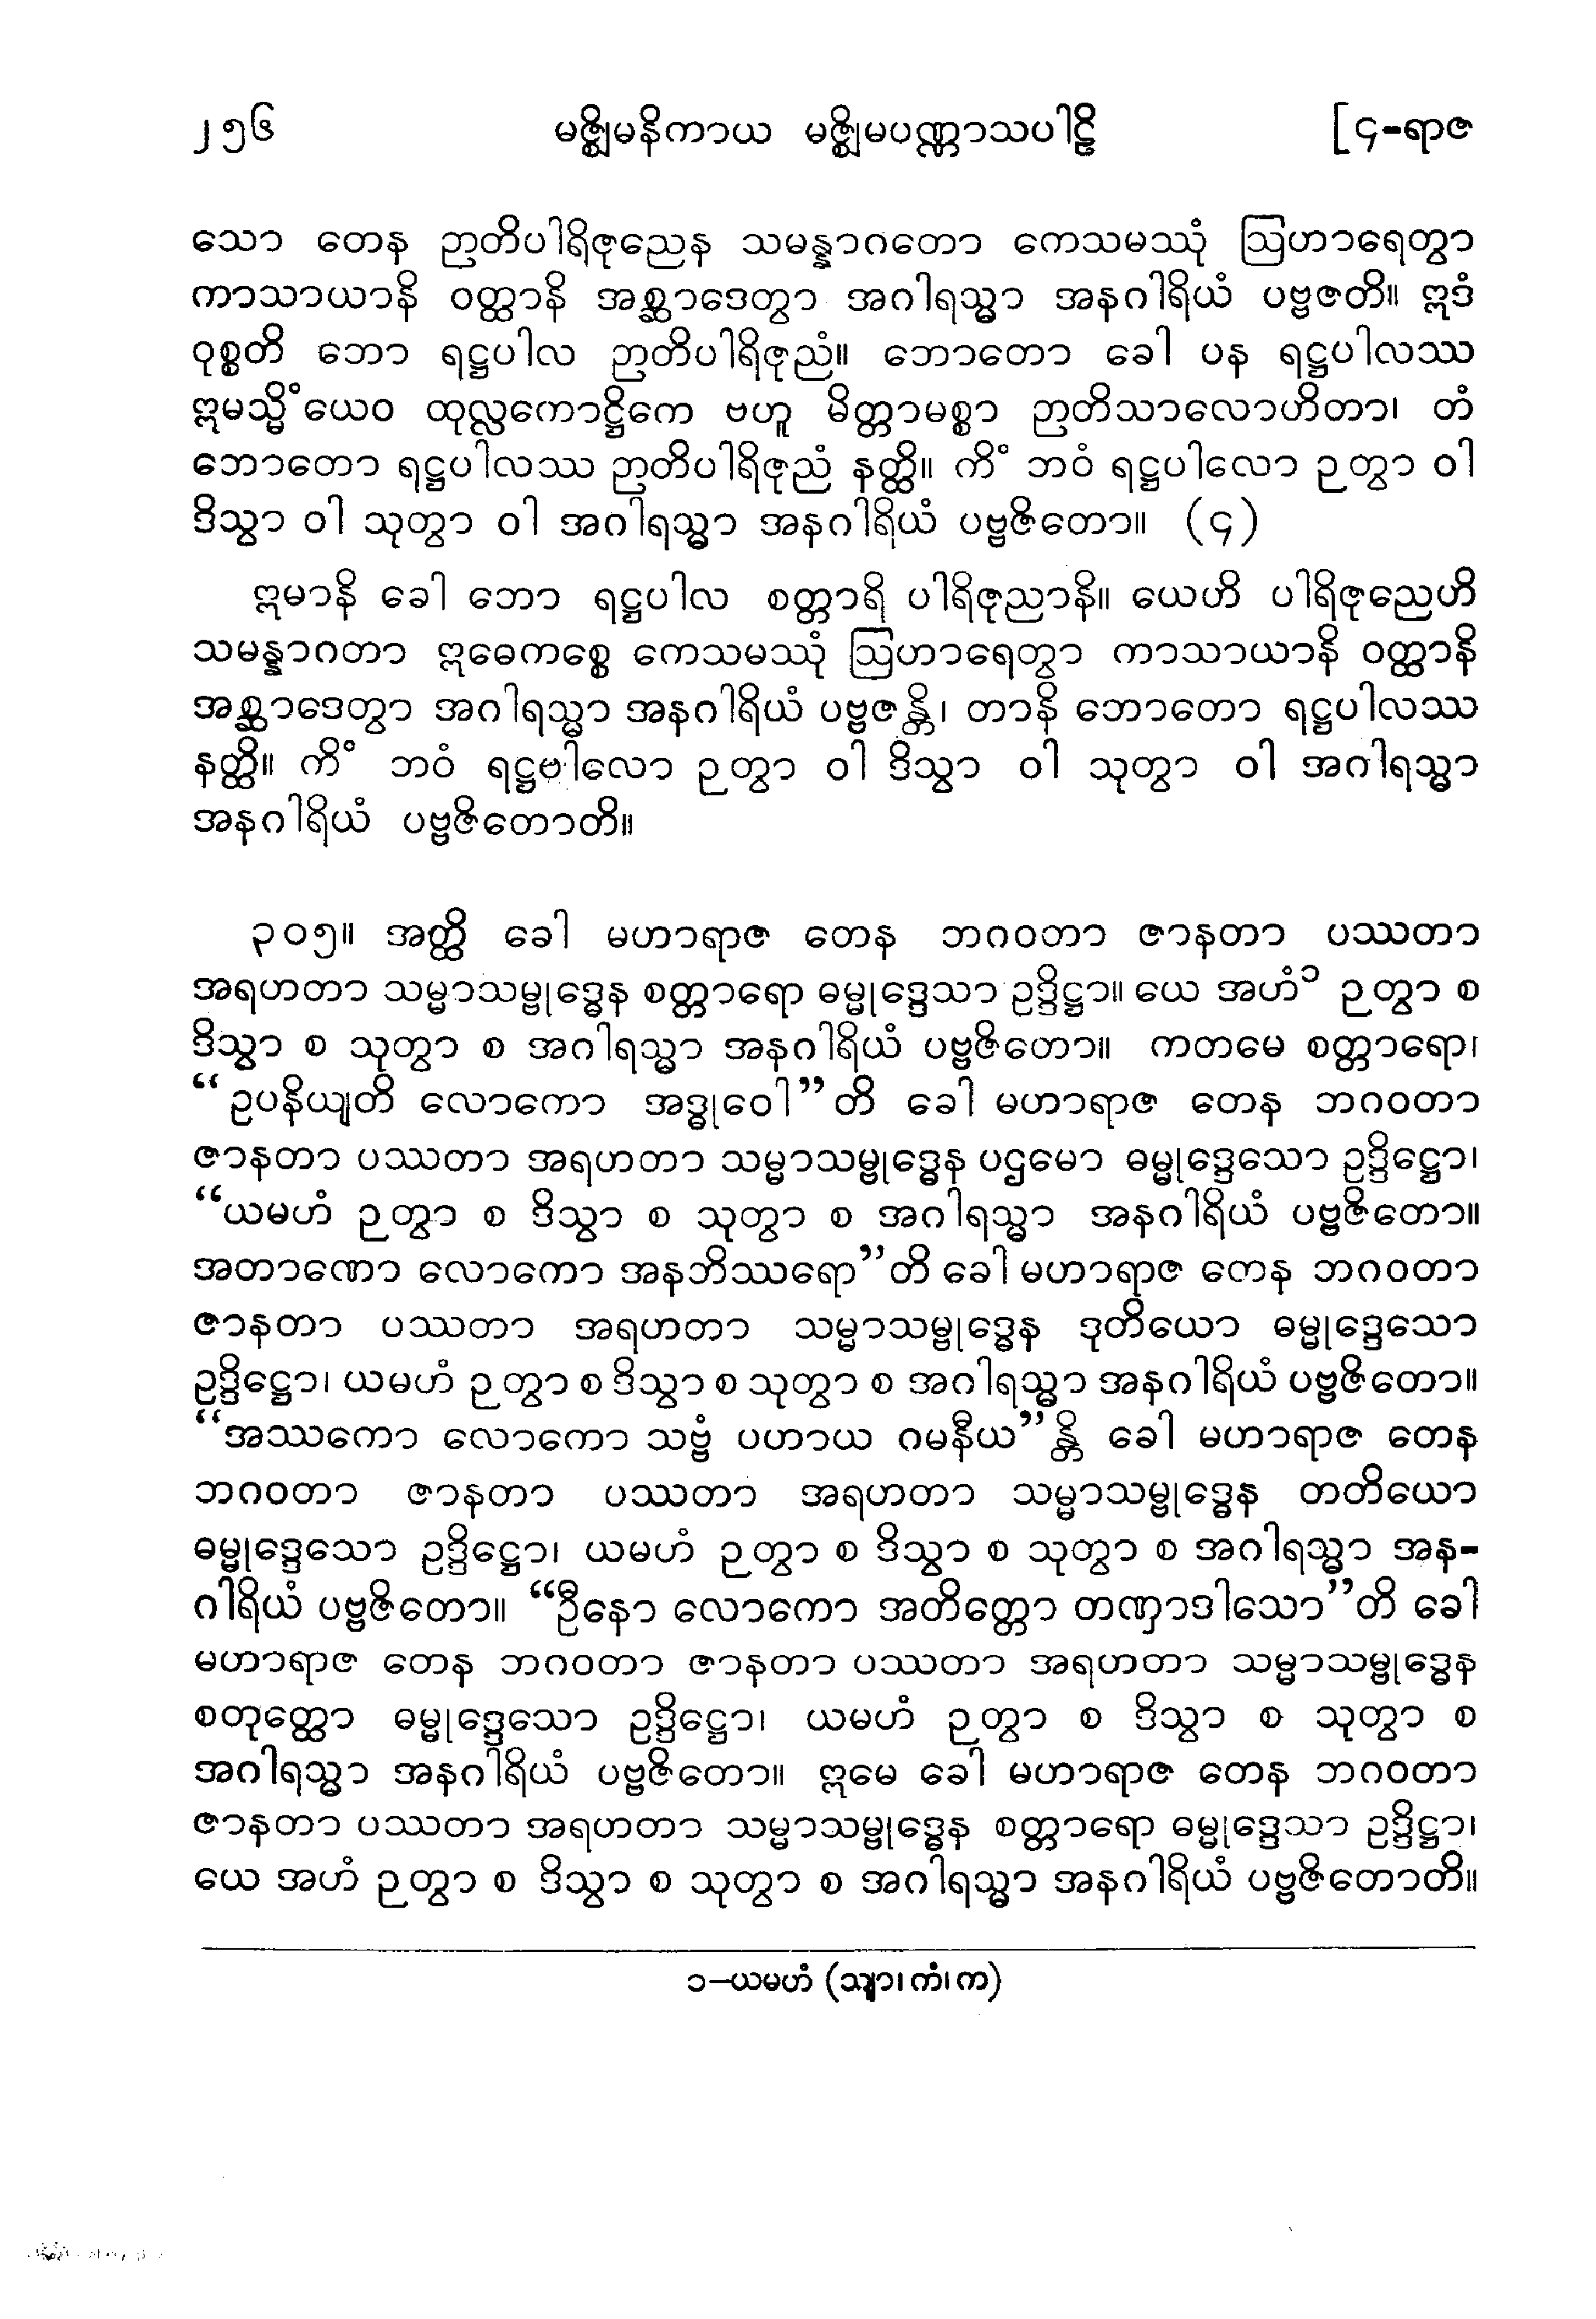 ၂၅၆ မဇ္ဈိမနိကာယ မဇ္ဈိမပဏ္ဏာသပါဠိ [၄-ရာဇ
သော တေန ဉာတိပါရိဇုညေန သမန္နာဂတော ကေသမဿုံ ဩဟာရေတွာ
ကာသာယာနိ ဝတ္ထာနိ အစ္ဆာဒေတွာ အဂါရသ္မာ အနဂါရိယံ ပဗ္ဗဇတိ။ ဣဒံ
ဝုစ္စတိ ဘော ရဋ္ဌပါလ ဉာတိပါရိဇုညံ။ ဘောတော ခေါ ပန ရဋ္ဌပါလဿ
ဣမသ္မိံယေဝ ထုလ္လကောဋ္ဌိကေ ဗဟူ မိတ္တာမစ္စာ ဉာတိသာလောဟိတာ၊ တံ
ဘောတော ရဋ္ဌပါလဿ ဉာတိပါရိဇုညံ နတ္ထိ။ ကိံ ဘဝံ ရဋ္ဌပါလော ဉတွာ ဝါ
ဒိသွာ ဝါ သုတွာ ဝါ အဂါရသ္မာ အနဂါရိယံ ပဗ္ဗဇိတော။ (၄)
ဣမာနိ ခေါ ဘော ရဋ္ဌပါလ စတ္တာရိ ပါရိဇုညာနိ။ ယေဟိ ပါရိဇုညေဟိ
သမန္နာဂတာ ဣဓေကစ္စေ ကေသမဿုံ ဩဟာရေတွာ ကာသာယာနိ ဝတ္ထာနိ
အစ္ဆာဒေတွာ အဂါရသ္မာ အနဂါရိယံ ပဗ္ဗဇန္တိ၊ တာနိ ဘောတော ရဋ္ဌပါလဿ
နတ္ထိ။ ကိံ ဘဝံ ရဋ္ဌဗါလော ဉတွာ ဝါ ဒိသွာ ဝါ သုတွာ ဝါ အဂါရသ္မာ
အနဂါရိယံ ပဗ္ဗဇိတောတိ။
၃၀၅။ အတ္ထိ ခေါ မဟာရာဇ တေန ဘဂဝတာ ဇာနတာ ပဿတာ
အရဟတာ သမ္မာသမ္ဗုဒ္ဓေန စတ္တာရော ဓမ္မုဒ္ဒေသာ ဥဒ္ဒိဋ္ဌာ။ ယေ အဟံ၁ ဉတွာ စ
ဒိသွာ စ သုတွာ စ အဂါရသ္မာ အနဂါရိယံ ပဗ္ဗဇိတော။ ကတမေ စတ္တာရော၊
“ဥပနိယျတိ လောကော အဒ္ဓုဝေါ”တိ ခေါ မဟာရာဇ တေန ဘဂဝတာ
ဇာနတာ ပဿတာ အရဟတာ သမ္မာသမ္ဗုဒ္ဓေန ပဌမော ဓမ္မုဒ္ဒေသော ဥဒ္ဒိဋ္ဌော၊
“ယမဟံ ဉတွာ စ ဒိသွာ စ သုတွာ စ အဂါရသ္မာ အနဂါရိယံ ပဗ္ဗဇိတော။
အတာဏော လောကော အနဘိဿရော”တိ ခေါ မဟာရာဇ တေန ဘဂဝတာ
ဇာနတာ ပဿတာ အရဟတာ သမ္မာသမ္ဗုဒ္ဓေန ဒုတိယော ဓမ္မုဒ္ဒေသော
ဥဒ္ဒိဋ္ဌော၊ ယမဟံ ဉတွာ စ ဒိသွာ စ သုတွာ စ အဂါရသ္မာ အနဂါရိယံ ပဗ္ဗဇိတော။
“အဿကော လောကော သဗ္ဗံ ပဟာယ ဂမနီယ”န္တိ ခေါ မဟာရာဇ တေန
ဘဂဝတာ ဇာနတာ ပဿတာ အရဟတာ သမ္မာသမ္ဗုဒ္ဓေန တတိယော
ဓမ္မုဒ္ဒေသော ဥဒ္ဒိဋ္ဌော၊ ယမဟံ ဉတွာ စ ဒိသွာ စ သုတွာ စ အဂါရသ္မာ အန-
ဂါရိယံ ပဗ္ဗဇိတော။ “ဦနော လောကော အတိတ္တော တဏှာဒါသော”တိ ခေါ
မဟာရာဇ တေန ဘဂဝတာ ဇာနတာ ပဿတာ အရဟတာ သမ္မာသမ္ဗုဒ္ဓေန
စတုတ္ထော ဓမ္မုဒ္ဒေသော ဥဒ္ဒိဋ္ဌော၊ ယမဟံ ဉတွာ စ ဒိသွာ စ သုတွာ စ
အဂါရသ္မာ အနဂါရိယံ ပဗ္ဗဇိတော။ ဣမေ ခေါ မဟာရာဇ တေန ဘဂဝတာ
ဇာနတာ ပဿတာ အရဟတာ သမ္မာသမ္ဗုဒ္ဓေန စတ္တာရော ဓမ္မုဒ္ဒေသာ ဥဒ္ဒိဋ္ဌာ၊
ယေ အဟံ ဉတွာ စ ဒိသွာ စ သုတွာ စ အဂါရသ္မာ အနဂါရိယံ ပဗ္ဗဇိတောတိ။
၁−ယမဟံ (သျာ၊ ကံ၊ က)